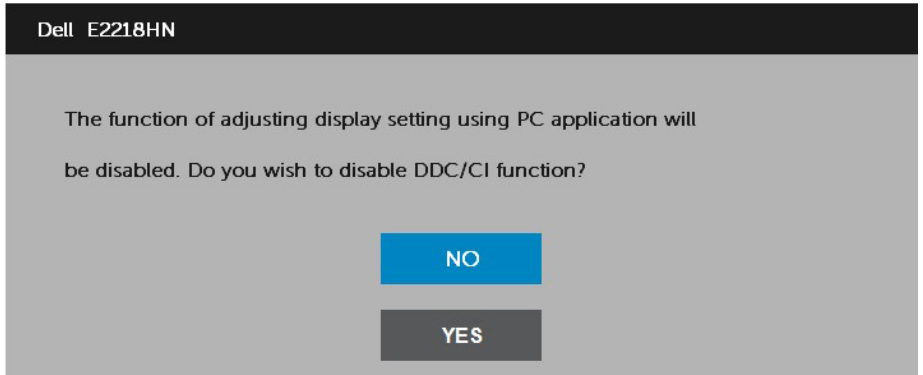 Dell E2218HN
The function of adjusting display setting using PC application will
be disabled. Do you wish to disable DDC/CI function?
NO
YES